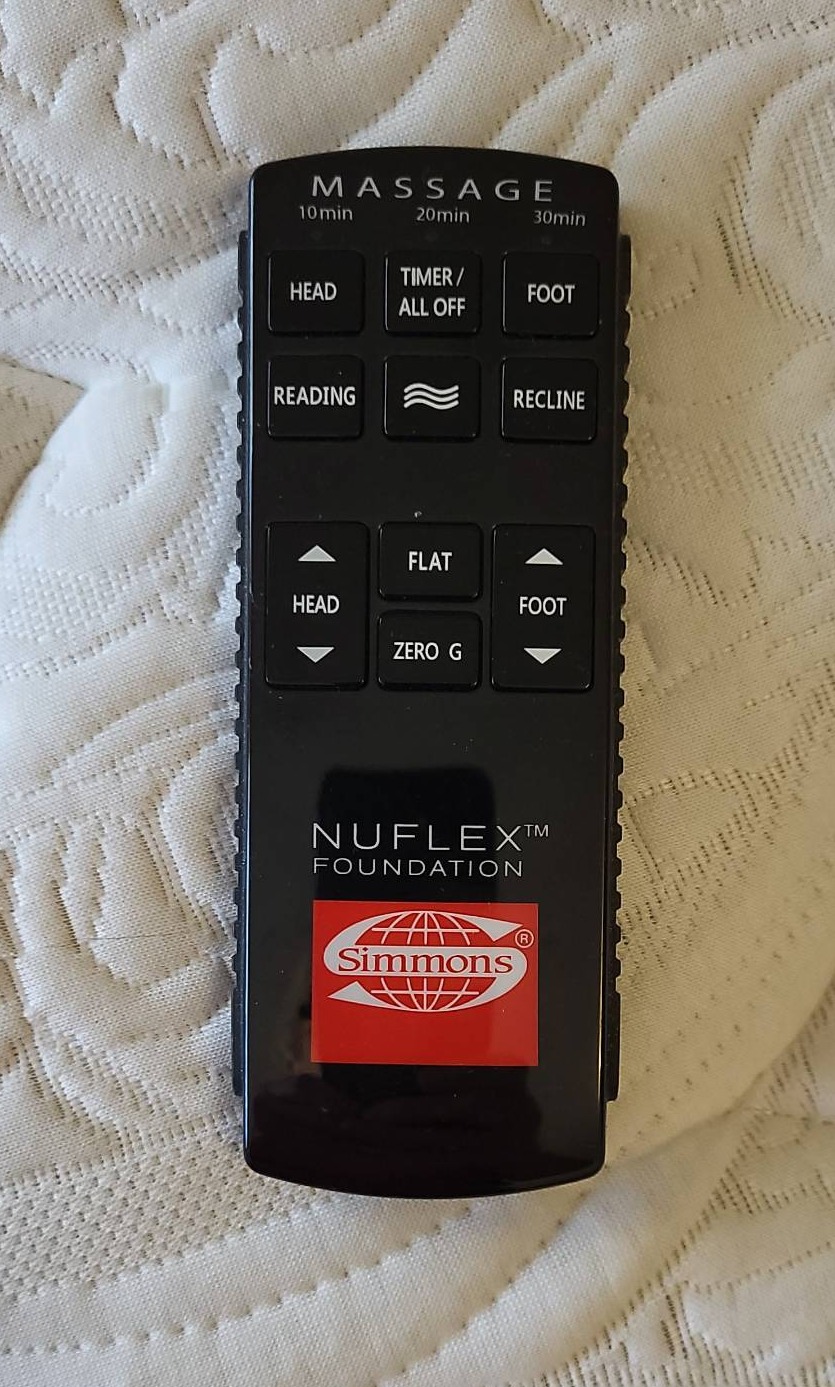 MASSAGE
10min 20min 30min
HEAD TIMER / ALL OFF FOOT
READING RECLINE
HEAD FLAT FOOT
ZERO G
NUFLEX™
FOUNDATION
Simmons®